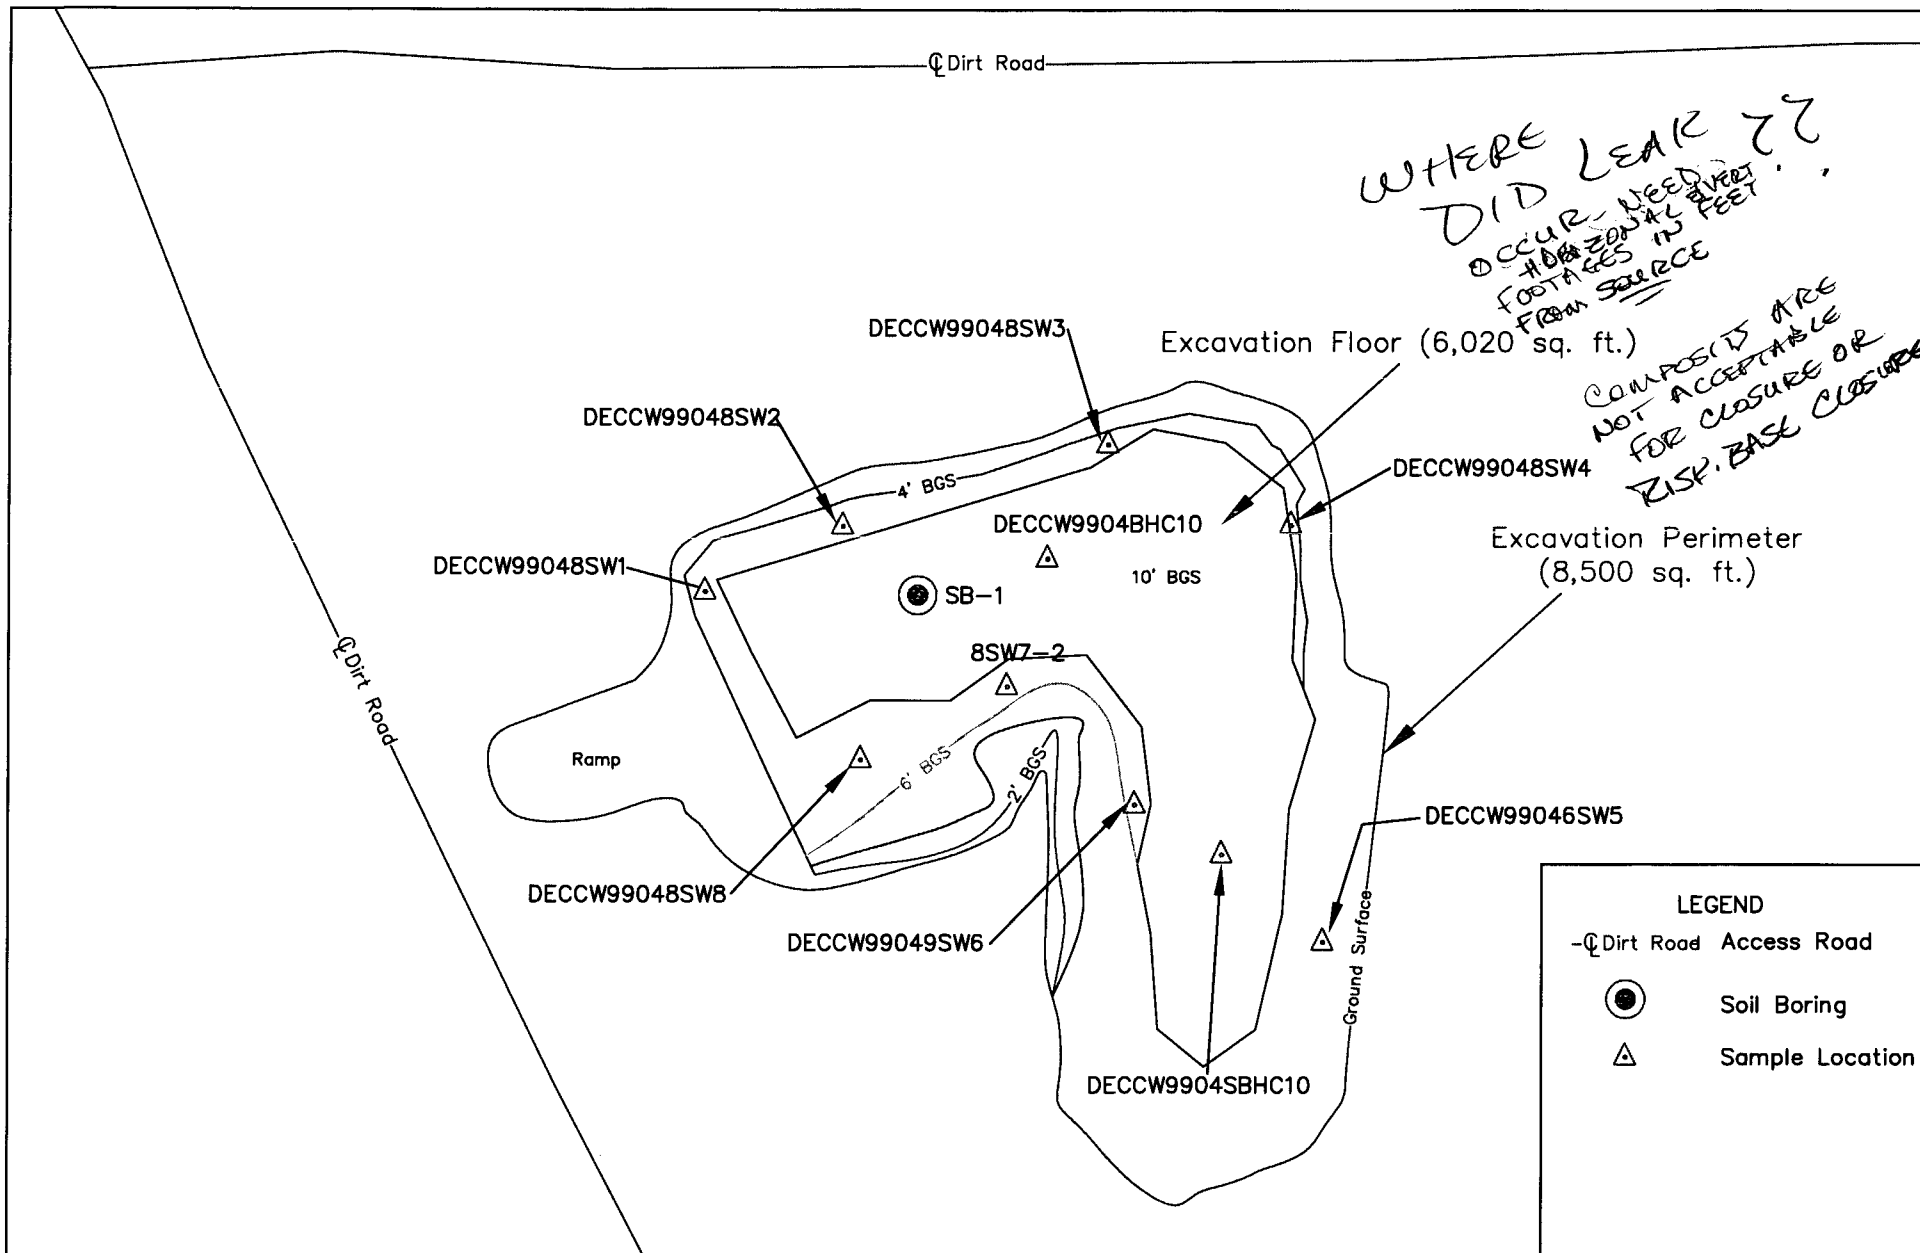 ℄ Dirt Road
WHERE
DID LEAK ??
OCCUR. NEED
HORIZONAL & VERT
FOOTAGES IN FEET
FROM SOURCE
DECCW99048SW3
Excavation Floor (6,020 sq. ft.)
COMPOSITS ARE
NOT ACCEPTABLE
FOR CLOSURE OR
RISK. BASE CLOSURE
DECCW99048SW2
DECCW99048SW4
4' BGS
DECCW9904BHC10
Excavation Perimeter
(8,500 sq. ft.)
DECCW99048SW1
10' BGS
SB-1
℄ Dirt Road
8SW7-2
Ramp
6' BGS
2' BGS
DECCW99046SW5
DECCW99048SW8
DECCW99049SW6
Ground Surface
DECCW9904SBHC10
LEGEND
-℄ Dirt Road Access Road
Soil Boring
Sample Location